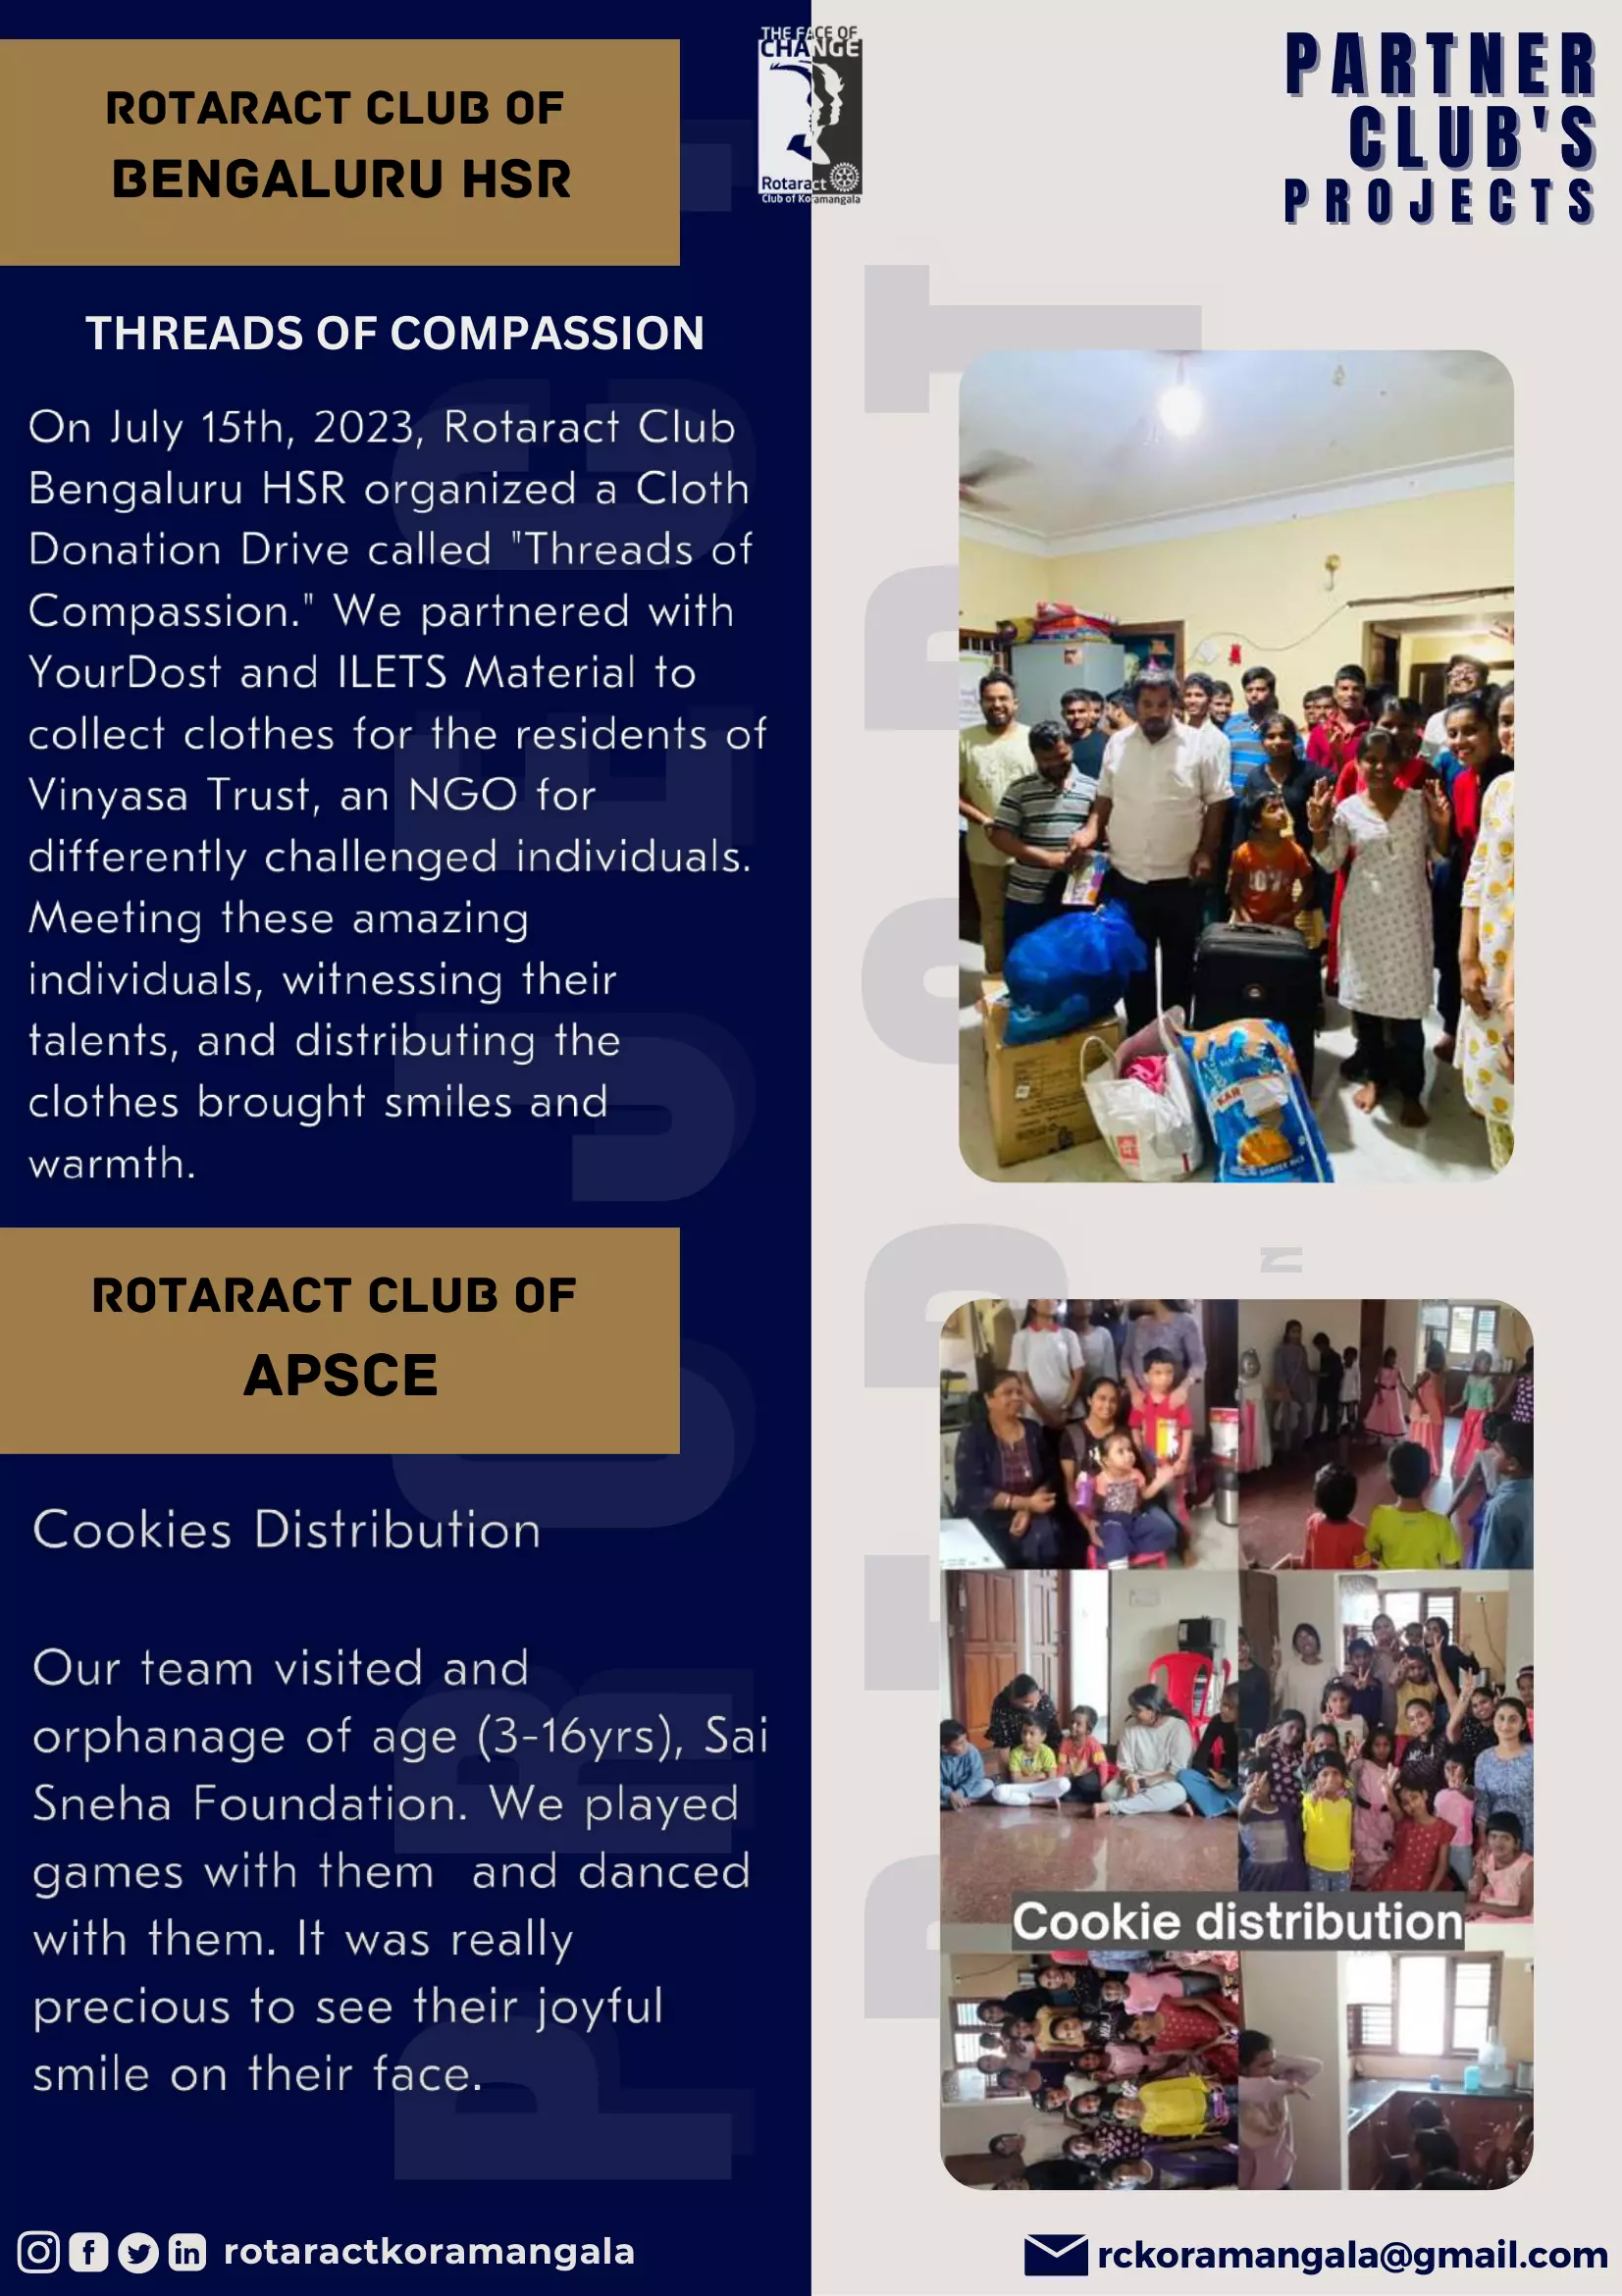 ROTARACT CLUB OF
BENGALURU HSR
THE FACE OF
CHANGE
Rotaract
Club of Koramangala
PARTNER
CLUB'S
PROJECTS
THREADS OF COMPASSION
On July 15th, 2023, Rotaract Club
Bengaluru HSR organized a Cloth
Donation Drive called "Threads of
Compassion." We partnered with
YourDost and ILETS Material to
collect clothes for the residents of
Vinyasa Trust, an NGO for
differently challenged individuals.
Meeting these amazing
individuals, witnessing their
talents, and distributing the
clothes brought smiles and
warmth.
ROTARACT CLUB OF
APSCE
Cookies Distribution
Our team visited and
orphanage of age (3-16yrs), Sai
Sneha Foundation. We played
games with them  and danced
with them. It was really
precious to see their joyful
smile on their face.
Cookie distribution
rotaractkoramangala
rckoramangala@gmail.com